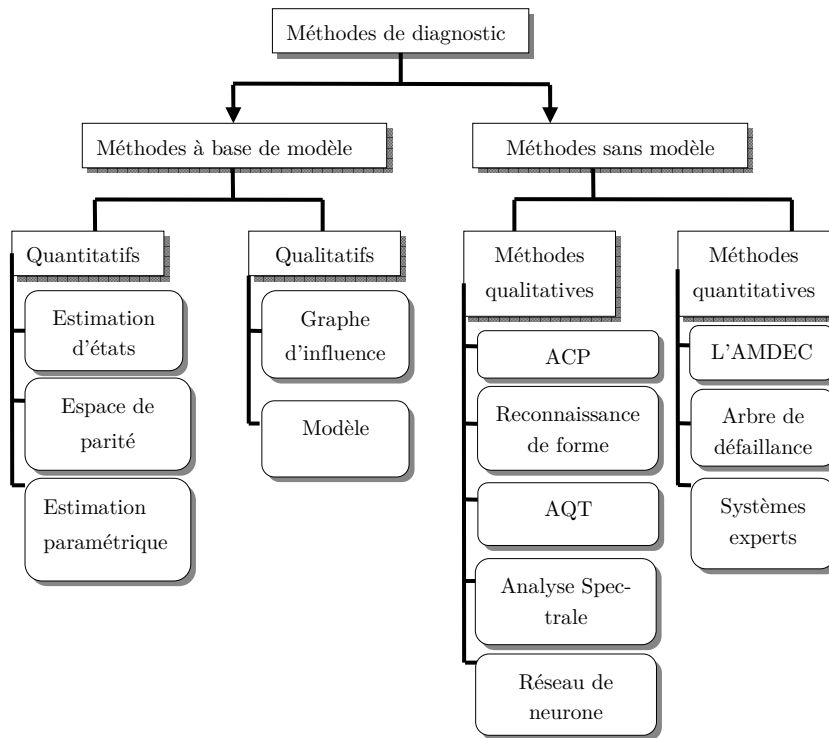 Méthodes de diagnostic
Méthodes à base de modèle
Méthodes sans modèle
Quantitatifs
Qualitatifs
Méthodes
qualitatives
Méthodes
quantitatives
Estimation
d'états
Espace de
parité
Estimation
paramétrique
Graphe
d'influence
Modèle
ACP
Reconnaissance
de forme
AQT
Analyse Spec-
trale
Réseau de
neurone
L'AMDEC
Arbre de
défaillance
Systèmes
experts